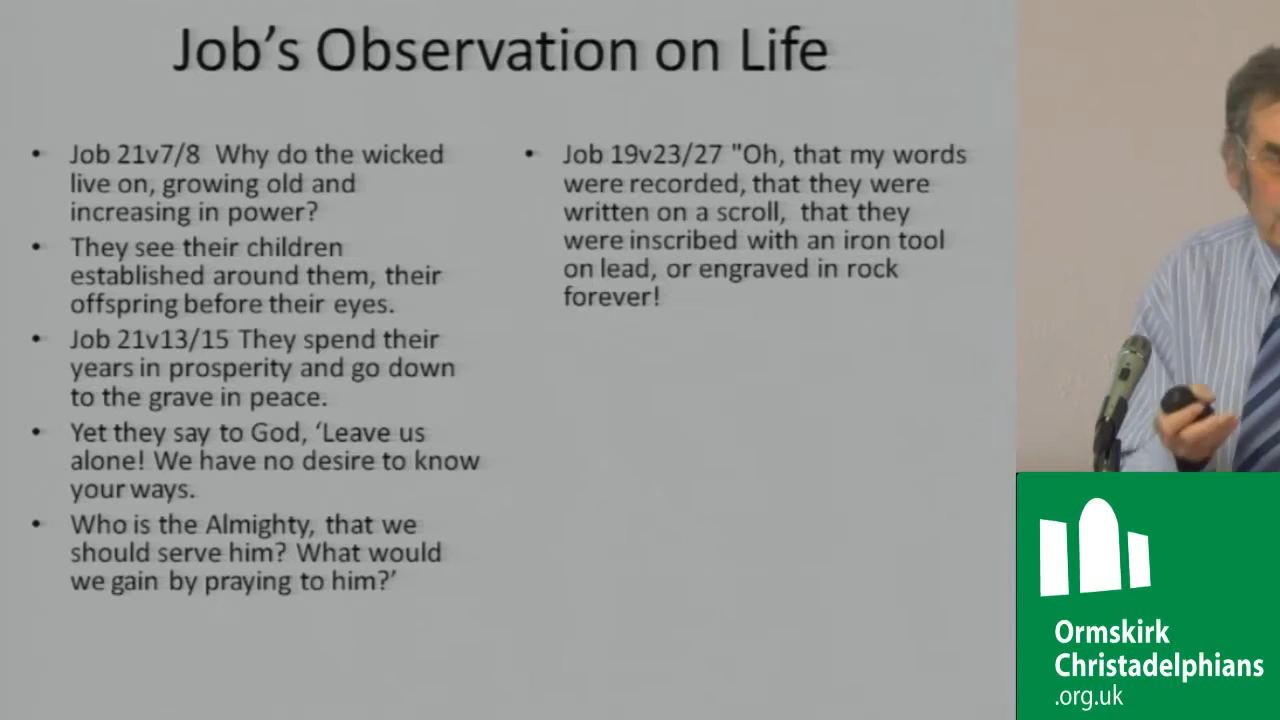 Job's Observation on Life
• Job 21v7/8 Why do the wicked
live on, growing old and
increasing in power?
• They see their children
established around them, their
offspring before their eyes.
• Job 21v13/15 They spend their
years in prosperity and go down
to the grave in peace.
• Yet they say to God, ‘Leave us
alone! We have no desire to know
your ways.
• Who is the Almighty, that we
should serve him? What would
we gain by praying to him?’
• Job 19v23/27 "Oh, that my words
were recorded, that they were
written on a scroll, that they
were inscribed with an iron tool
on lead, or engraved in rock
forever!
Ormskirk
Christadelphians
.org.uk